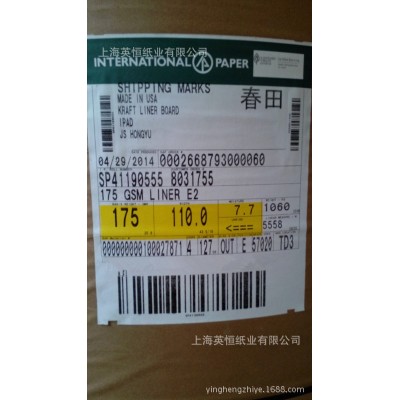 上海英恒纸业有限公司
INTERNATIONAL PAPER
SHIPPING MARKS
MADE IN USA
KRAFT LINER BOARD
IPAD
JS HONGYU
春田
04/29/2014 0002668793000060
SP41190555 8031755
175 GSM LINER E2
175 110.0 7.7 1060
<=== 5558
000000000100027871 4 127 OUT E 57020 TD3
上海英恒纸业有限公司
yinghengzhiye.1688.com